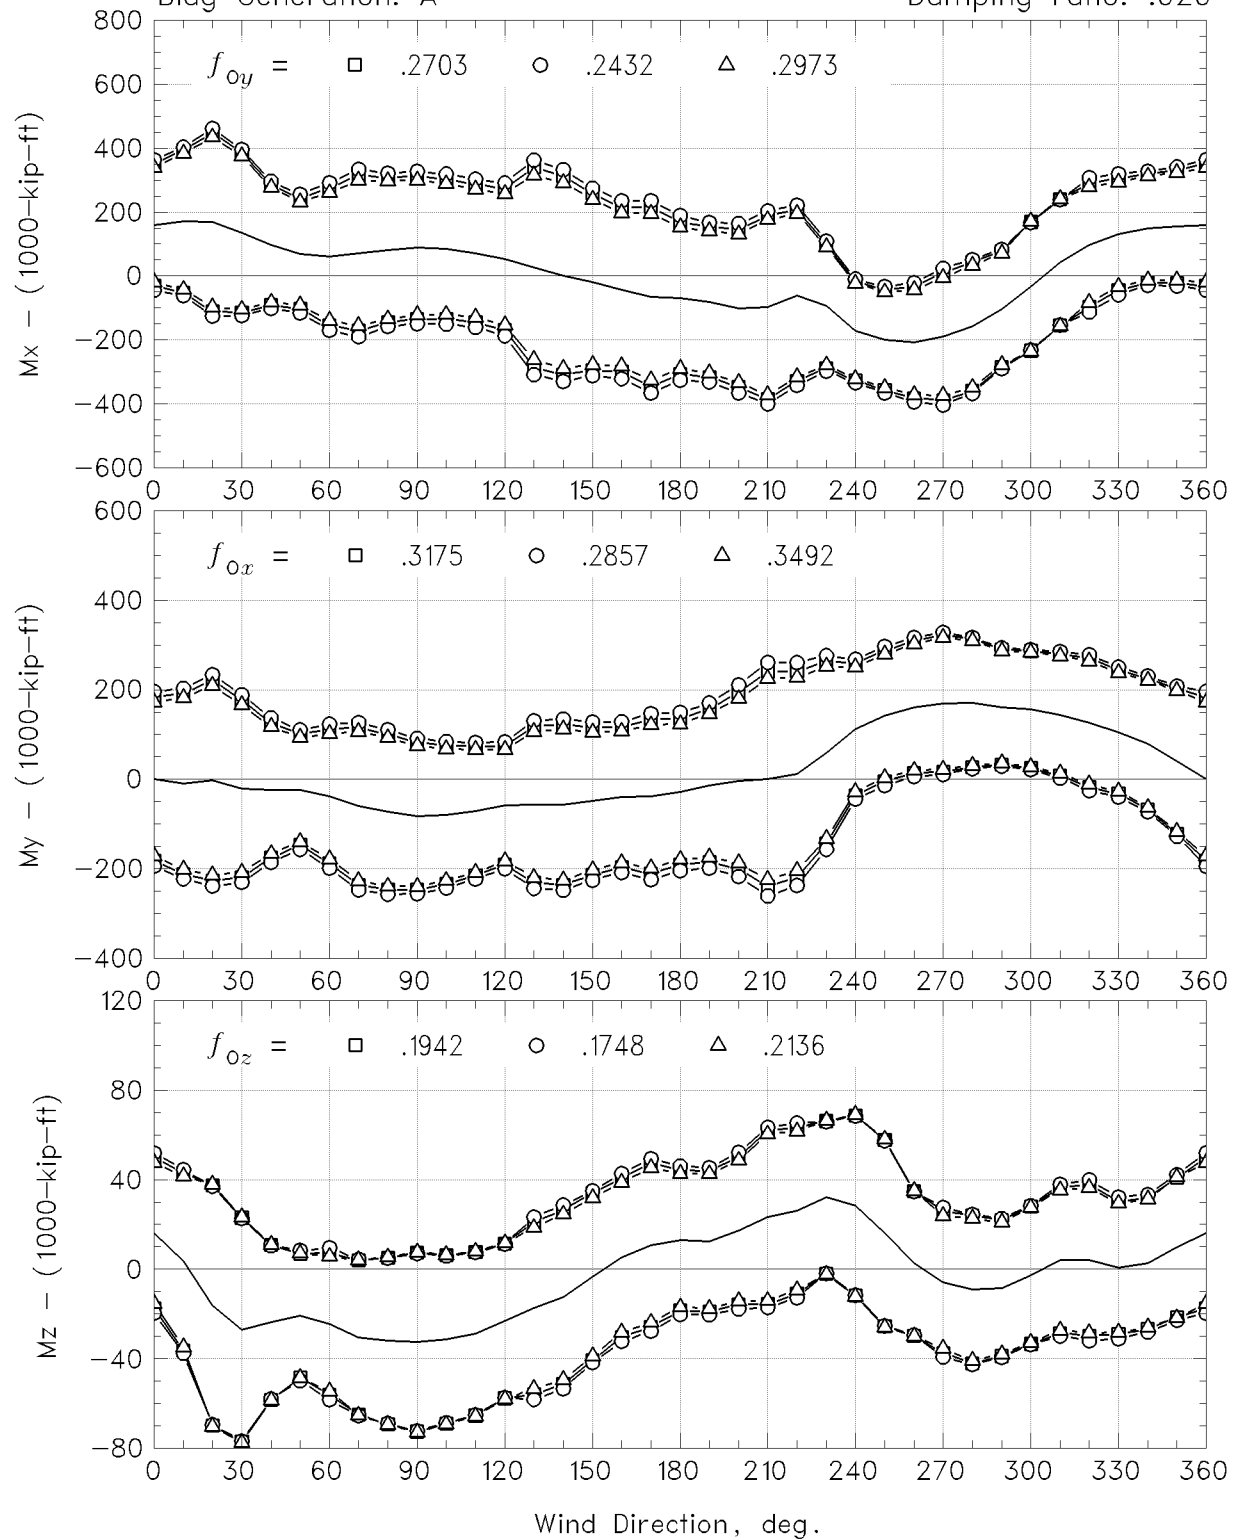 Bldg Generation: A Damping ratio: .020
800
f0y = □ .2703 ○ .2432 △ .2973
600
400
200
0
−200
−400
−600
Mx − (1000−kip−ft)
0 30 60 90 120 150 180 210 240 270 300 330 360
600
f0x = □ .3175 ○ .2857 △ .3492
400
200
0
−200
−400
My − (1000−kip−ft)
0 30 60 90 120 150 180 210 240 270 300 330 360
120
f0z = □ .1942 ○ .1748 △ .2136
80
40
0
−40
−80
Mz − (1000−kip−ft)
0 30 60 90 120 150 180 210 240 270 300 330 360
Wind Direction, deg.